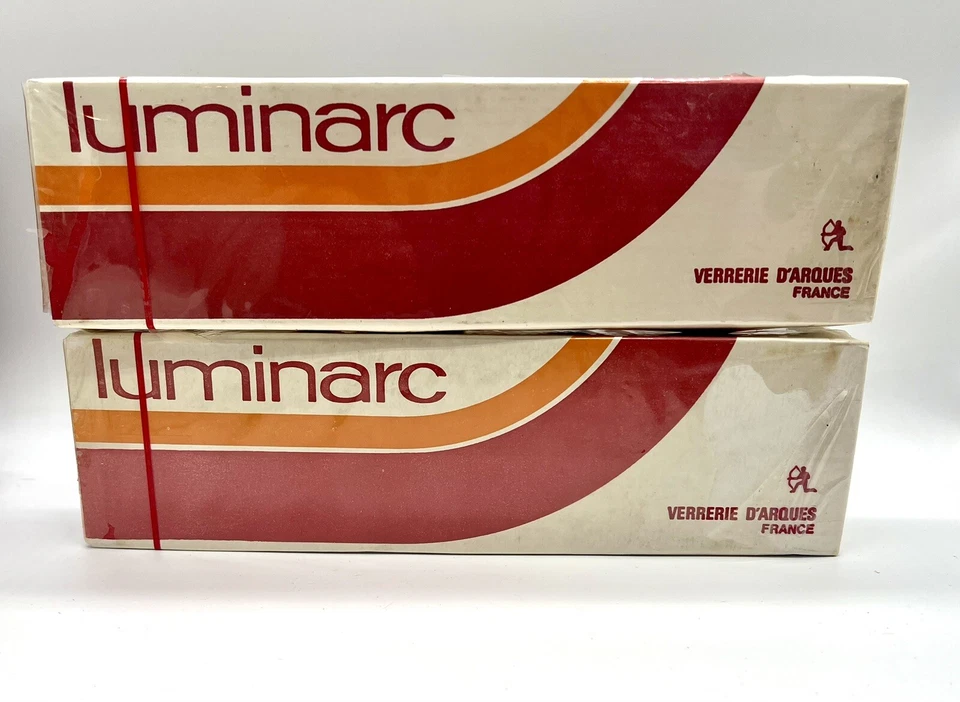 luminarc
VERRERIE D'ARQUES
FRANCE
luminarc
VERRERIE D'ARQUES
FRANCE